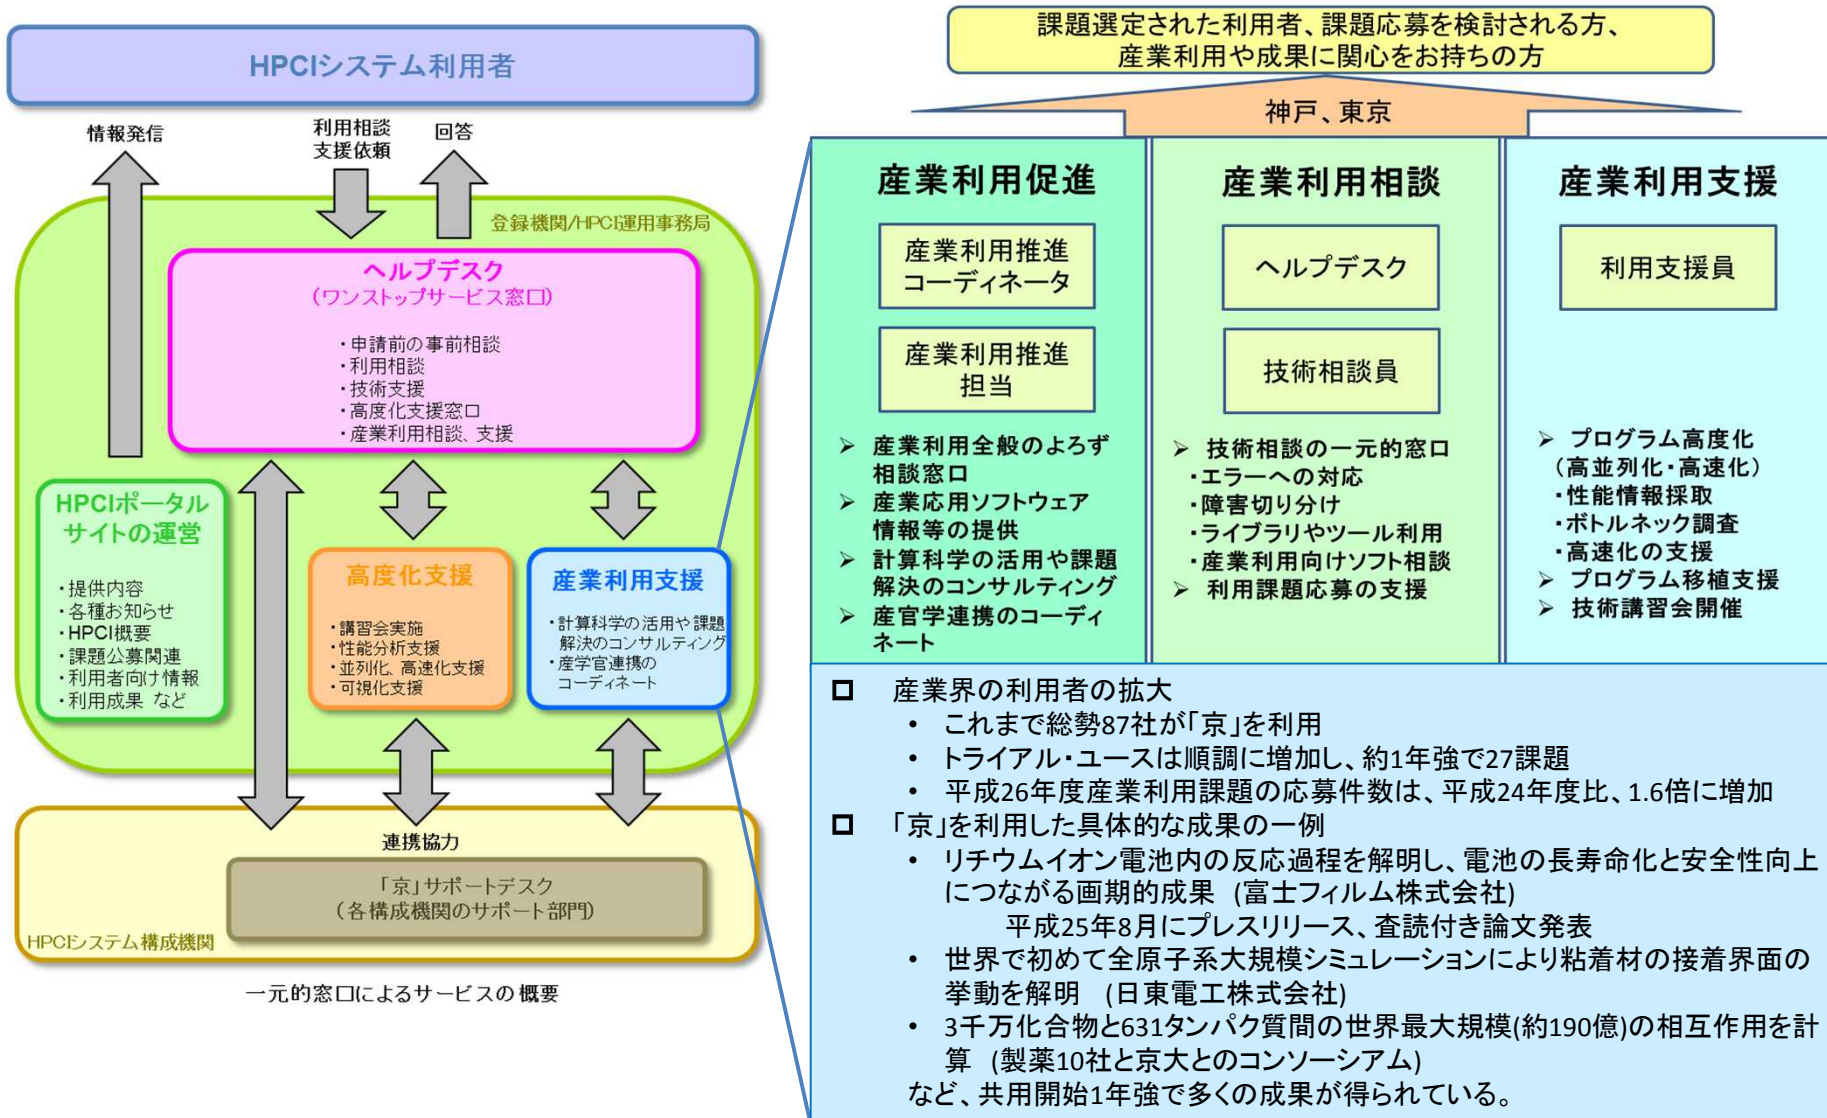 HPCIシステム利用者
情報発信
利用相談
支援依頼
回答
登録機関/HPCI運用事務局
ヘルプデスク
(ワンストップサービス窓口)
・申請前の事前相談
・利用相談
・技術支援
・高度化支援窓口
・産業利用相談、支援
HPCIポータル
サイトの運営
・提供内容
・各種お知らせ
・HPCI概要
・課題公募関連
・利用者向け情報
・利用成果 など
高度化支援
・講習会実施
・性能分析支援
・並列化、高速化支援
・可視化支援
産業利用支援
・計算科学の活用や課題
解決のコンサルティング
・産学官連携の
コーディネート
連携協力
「京」サポートデスク
(各構成機関のサポート部門)
HPCIシステム構成機関
一元的窓口によるサービスの概要
課題選定された利用者、課題応募を検討される方、
産業利用や成果に関心をお持ちの方
神戸、東京
産業利用促進
産業利用推進
コーディネータ
産業利用推進
担当
➢ 産業利用全般のよろず
相談窓口
➢ 産業応用ソフトウェア
情報等の提供
➢ 計算科学の活用や課題
解決のコンサルティング
➢ 産官学連携のコーディ
ネート
産業利用相談
ヘルプデスク
技術相談員
➢ 技術相談の一元的窓口
・エラーへの対応
・障害切り分け
・ライブラリやツール利用
・産業利用向けソフト相談
➢ 利用課題応募の支援
産業利用支援
利用支援員
➢ プログラム高度化
(高並列化・高速化)
・性能情報採取
・ボトルネック調査
・高速化の支援
➢ プログラム移植支援
➢ 技術講習会開催
□ 産業界の利用者の拡大
• これまで総勢87社が「京」を利用
• トライアル・ユースは順調に増加し、約1年強で27課題
• 平成26年度産業利用課題の応募件数は、平成24年度比、1.6倍に増加
□ 「京」を利用した具体的な成果の一例
• リチウムイオン電池内の反応過程を解明し、電池の長寿命化と安全性向上
につながる画期的成果 (富士フィルム株式会社)
平成25年8月にプレスリリース、査読付き論文発表
• 世界で初めて全原子系大規模シミュレーションにより粘着材の接着界面の
挙動を解明 (日東電工株式会社)
• 3千万化合物と631タンパク質間の世界最大規模(約190億)の相互作用を計
算 (製薬10社と京大とのコンソーシアム)
など、共用開始1年強で多くの成果が得られている。